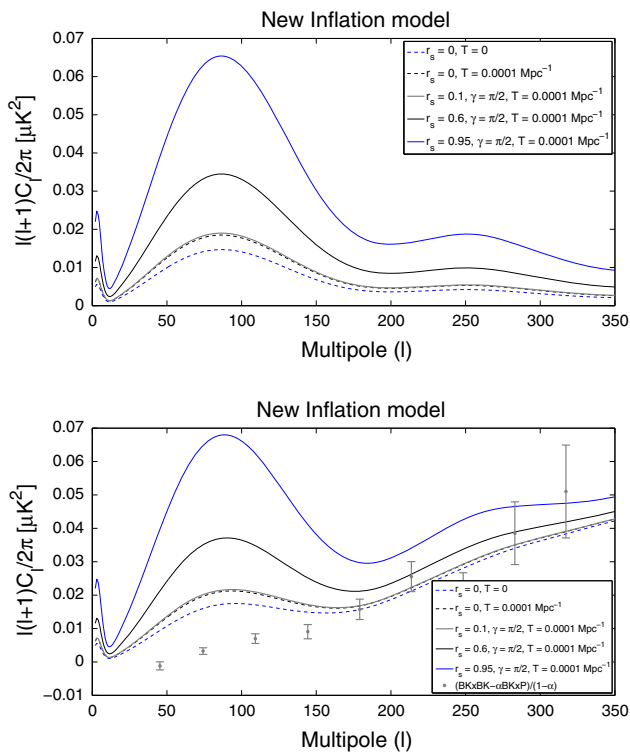 New Inflation model
0.07
0.06
0.05
0.04
0.03
0.02
0.01
0
l(l+1)C_l/2π [μK²]
r_s = 0, T = 0
r_s = 0, T = 0.0001 Mpc⁻¹
r_s = 0.1, γ = π/2, T = 0.0001 Mpc⁻¹
r_s = 0.6, γ = π/2, T = 0.0001 Mpc⁻¹
r_s = 0.95, γ = π/2, T = 0.0001 Mpc⁻¹
0 50 100 150 200 250 300 350
Multipole (l)
New Inflation model
0.07
0.06
0.05
0.04
0.03
0.02
0.01
0
−0.01
l(l+1)C_l/2π [μK²]
r_s = 0, T = 0
r_s = 0, T = 0.0001 Mpc⁻¹
r_s = 0.1, γ = π/2, T = 0.0001 Mpc⁻¹
r_s = 0.6, γ = π/2, T = 0.0001 Mpc⁻¹
r_s = 0.95, γ = π/2, T = 0.0001 Mpc⁻¹
(BKxBK−αBKxP)/(1−α)
0 50 100 150 200 250 300 350
Multipole (l)